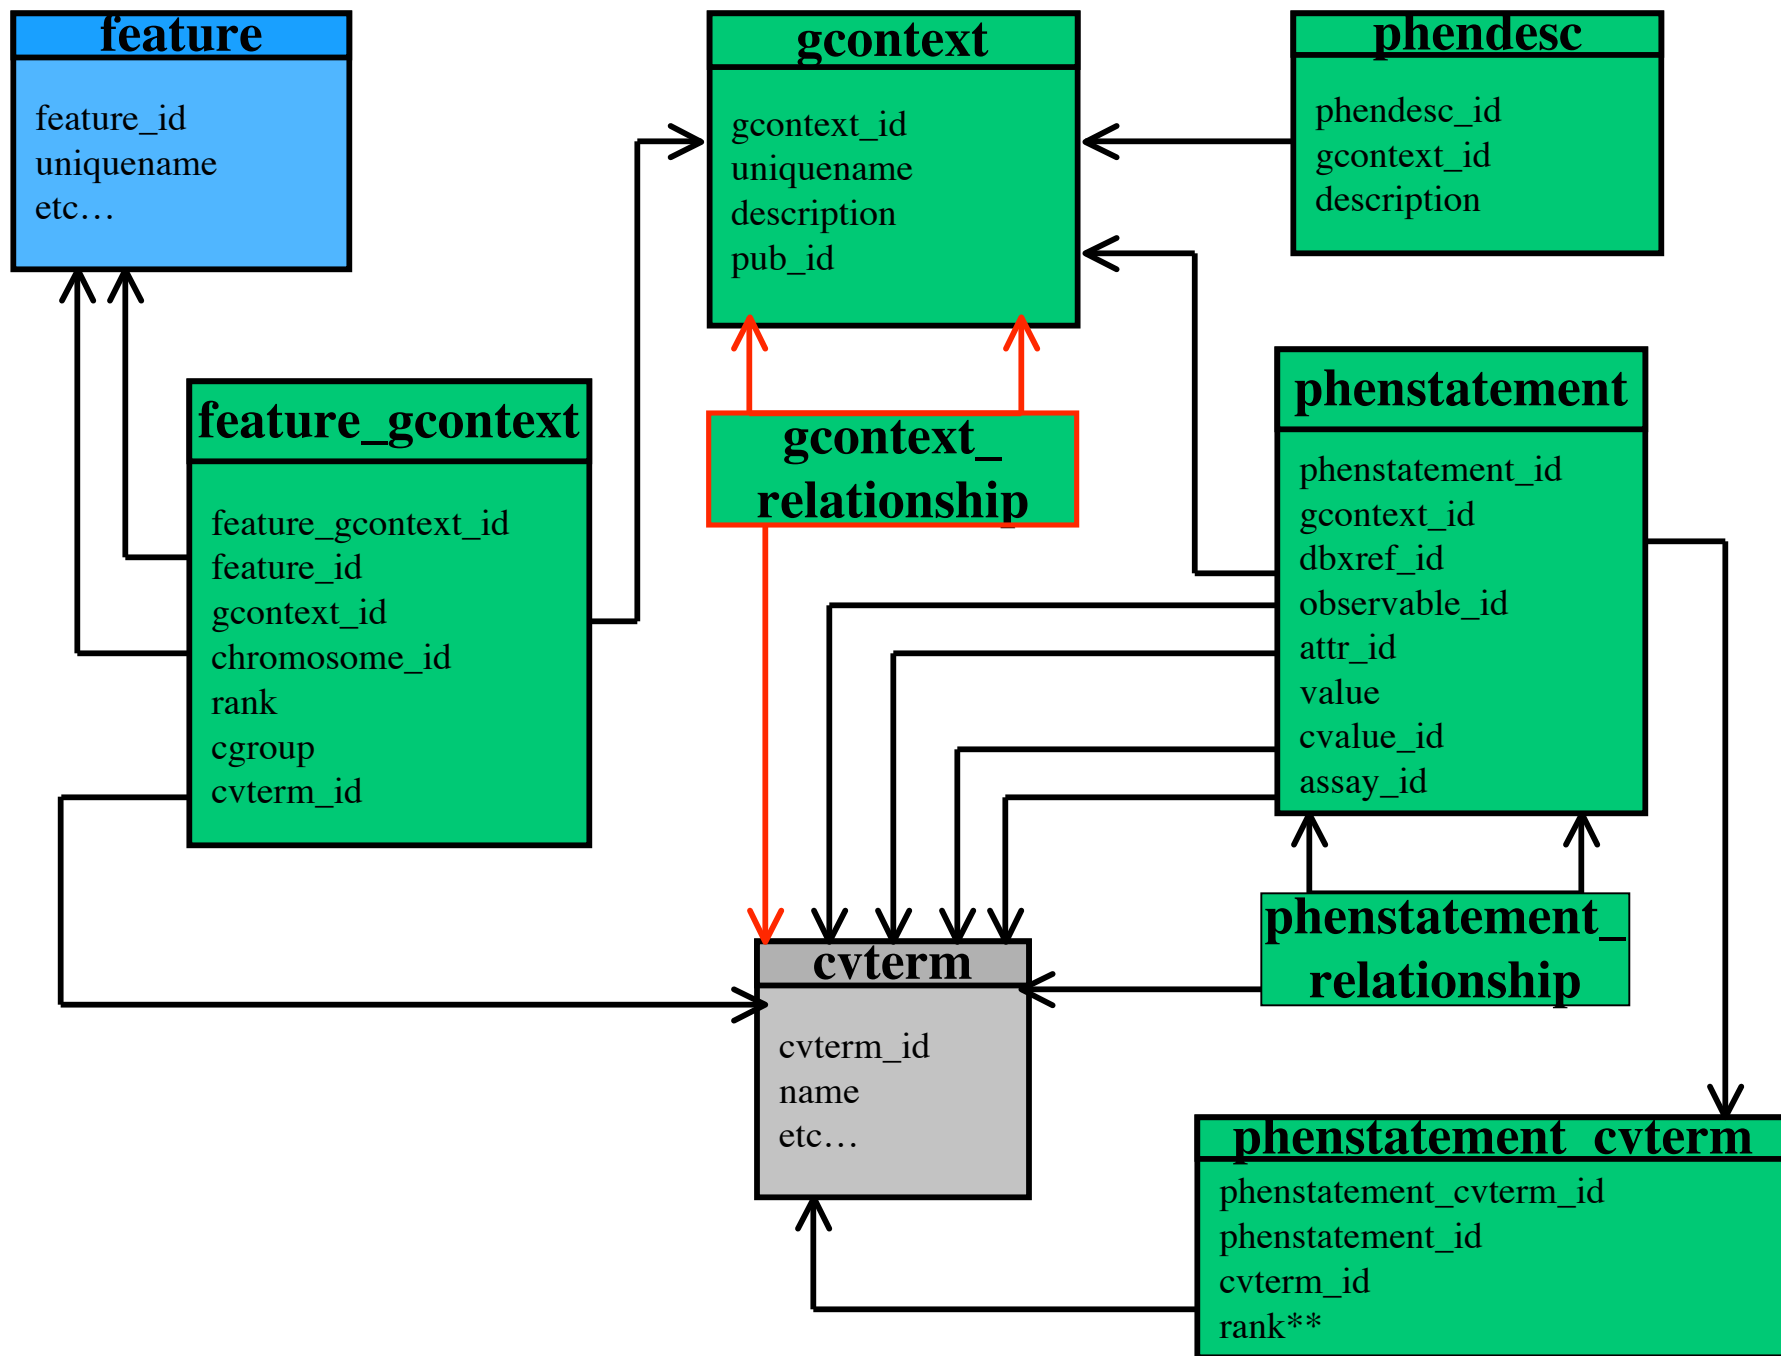 feature
feature_id
uniquename
etc…
gcontext
gcontext_id
uniquename
description
pub_id
phendesc
phendesc_id
gcontext_id
description
feature_gcontext
feature_gcontext_id
feature_id
gcontext_id
chromosome_id
rank
cgroup
cvterm_id
gcontext_
relationship
phenstatement
phenstatement_id
gcontext_id
dbxref_id
observable_id
attr_id
value
cvalue_id
assay_id
phenstatement_
relationship
cvterm
cvterm_id
name
etc…
phenstatement_cvterm
phenstatement_cvterm_id
phenstatement_id
cvterm_id
rank**